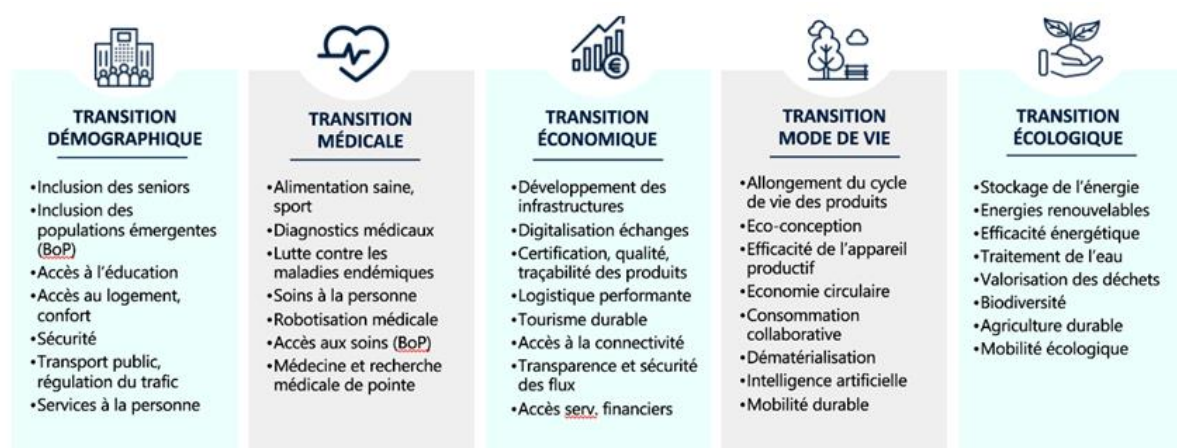 TRANSITION
DÉMOGRAPHIQUE
•Inclusion des seniors
•Inclusion des
populations émergentes
(BoP)
•Accès à l'éducation
•Accès au logement,
confort
•Sécurité
•Transport public,
régulation du trafic
•Services à la personne
TRANSITION
MÉDICALE
•Alimentation saine,
sport
•Diagnostics médicaux
•Lutte contre les
maladies endémiques
•Soins à la personne
•Robotisation médicale
•Accès aux soins (BoP)
•Médecine et recherche
médicale de pointe
TRANSITION
ÉCONOMIQUE
•Développement des
infrastructures
•Digitalisation échanges
•Certification, qualité,
traçabilité des produits
•Logistique performante
•Tourisme durable
•Accès à la connectivité
•Transparence et sécurité
des flux
•Accès serv. financiers
TRANSITION
MODE DE VIE
•Allongement du cycle
de vie des produits
•Eco-conception
•Efficacité de l'appareil
productif
•Economie circulaire
•Consommation
collaborative
•Dématérialisation
•Intelligence artificielle
•Mobilité durable
TRANSITION
ÉCOLOGIQUE
•Stockage de l'énergie
•Energies renouvelables
•Efficacité énergétique
•Traitement de l'eau
•Valorisation des déchets
•Biodiversité
•Agriculture durable
•Mobilité écologique